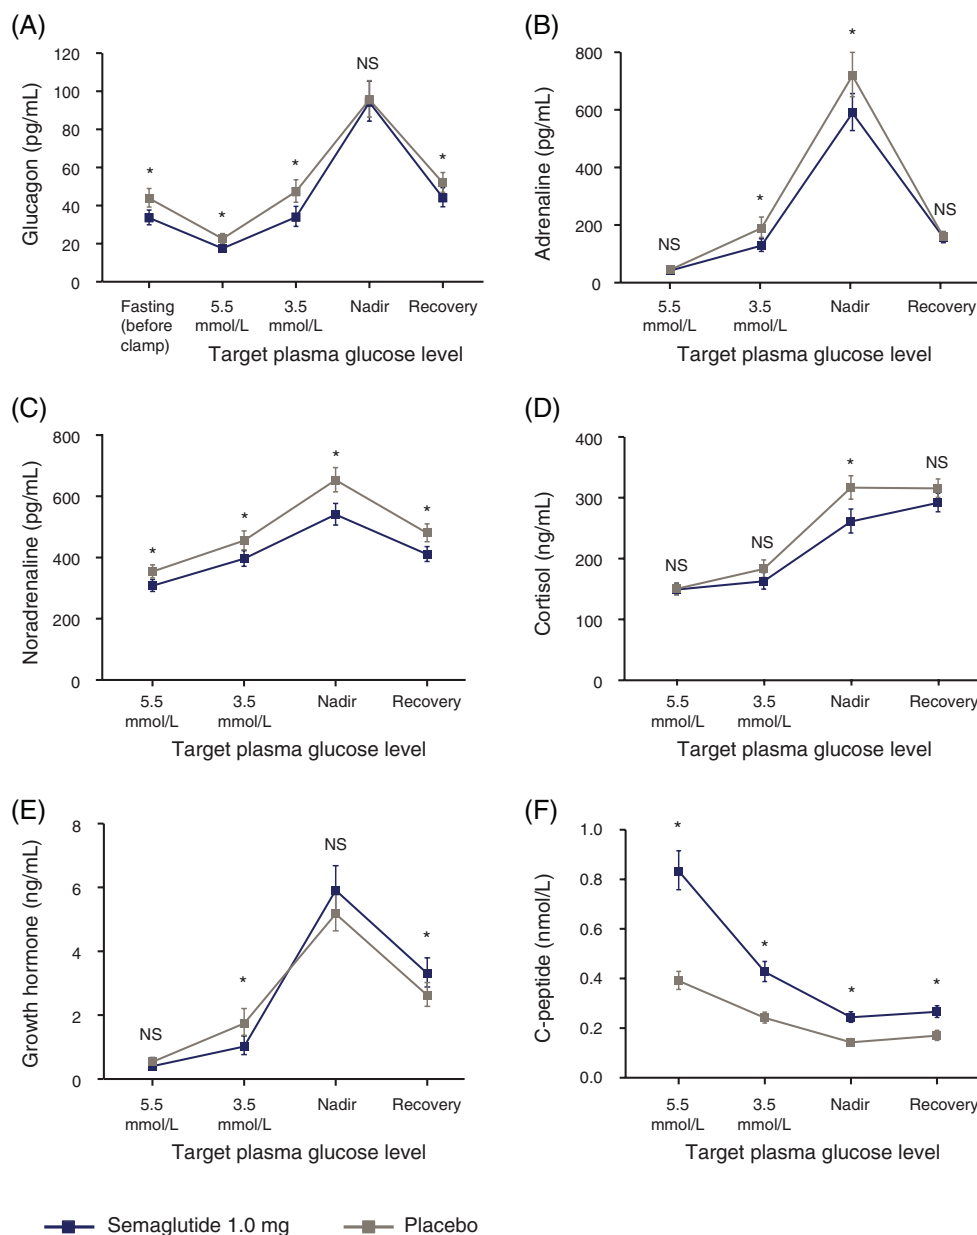 (A)
Glucagon (pg/mL)
120
100
80
60
40
20
0
* * * NS *
Fasting (before clamp)
5.5 mmol/L
3.5 mmol/L
Nadir
Recovery
Target plasma glucose level
(B)
Adrenaline (pg/mL)
800
600
400
200
0
NS * * NS
5.5 mmol/L
3.5 mmol/L
Nadir
Recovery
Target plasma glucose level
(C)
Noradrenaline (pg/mL)
800
600
400
200
0
* * * *
5.5 mmol/L
3.5 mmol/L
Nadir
Recovery
Target plasma glucose level
(D)
Cortisol (ng/mL)
400
300
200
100
0
NS NS * NS
5.5 mmol/L
3.5 mmol/L
Nadir
Recovery
Target plasma glucose level
(E)
Growth hormone (ng/mL)
8
6
4
2
0
NS * NS *
5.5 mmol/L
3.5 mmol/L
Nadir
Recovery
Target plasma glucose level
(F)
C-peptide (nmol/L)
1.0
0.8
0.6
0.4
0.2
0.0
* * * *
5.5 mmol/L
3.5 mmol/L
Nadir
Recovery
Target plasma glucose level
Semaglutide 1.0 mg
Placebo